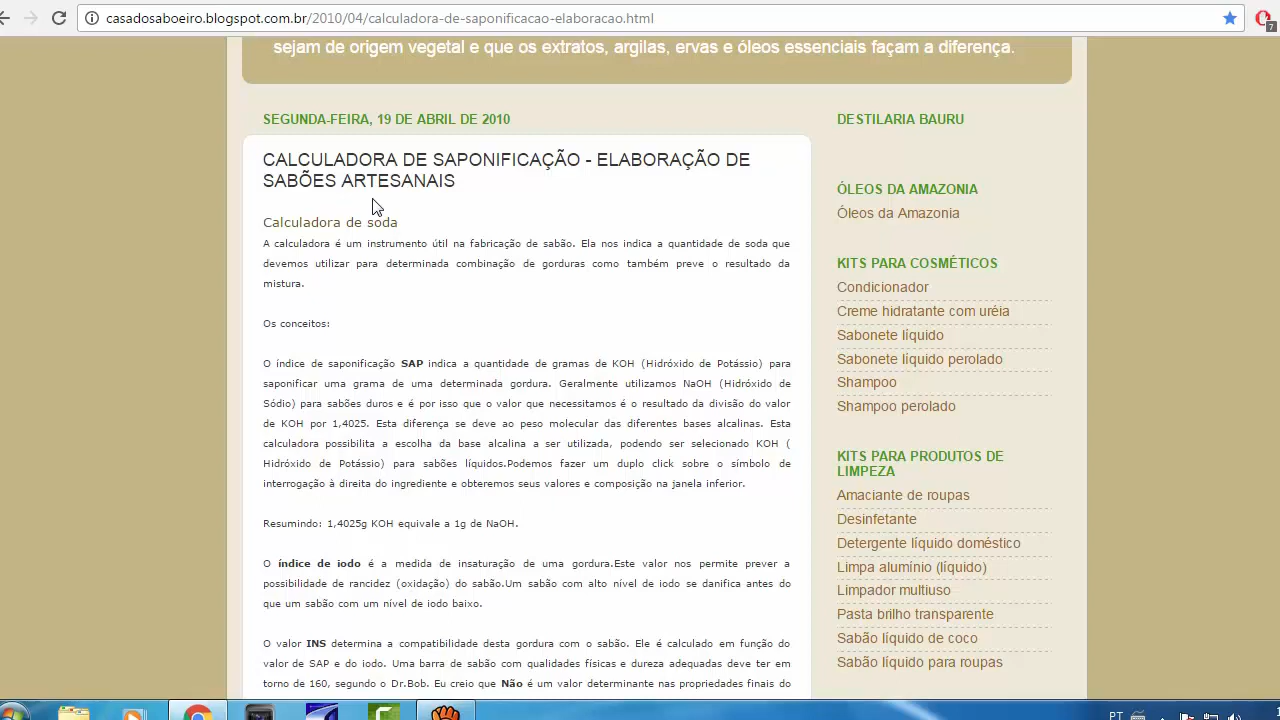 casadosaboeiro.blogspot.com.br/2010/04/calculadora-de-saponificacao-elaboracao.html
7
sejam de origem vegetal e que os extratos, argilas, ervas e óleos essenciais façam a diferença.
SEGUNDA-FEIRA, 19 DE ABRIL DE 2010
CALCULADORA DE SAPONIFICAÇÃO - ELABORAÇÃO DE
SABÕES ARTESANAIS
Calculadora de soda
A calculadora é um instrumento útil na fabricação de sabão. Ela nos indica a quantidade de soda que
devemos utilizar para determinada combinação de gorduras como também preve o resultado da
mistura.
Os conceitos:
O índice de saponificação SAP indica a quantidade de gramas de KOH (Hidróxido de Potássio) para
saponificar uma grama de uma determinada gordura. Geralmente utilizamos NaOH (Hidróxido de
Sódio) para sabões duros e é por isso que o valor que necesitamos é o resultado da divisão do valor
de KOH por 1,4025. Esta diferença se deve ao peso molecular das diferentes bases alcalinas. Esta
calculadora possibilita a escolha da base alcalina a ser utilizada, podendo ser selecionado KOH (
Hidróxido de Potássio) para sabões líquidos.Podemos fazer um duplo click sobre o símbolo de
interrogação à direita do ingrediente e obteremos seus valores e composição na janela inferior.
Resumindo: 1,4025g KOH equivale a 1g de NaOH.
O índice de iodo é a medida de insaturação de uma gordura.Este valor nos permite prever a
possibilidade de rancidez (oxidação) do sabão.Um sabão com alto nível de iodo se danifica antes do
que um sabão com um nível de iodo baixo.
O valor INS determina a compatibilidade desta gordura com o sabão. Ele é calculado em função do
valor de SAP e do iodo. Uma barra de sabão com qualidades físicas e dureza adequadas deve ter em
torno de 160, segundo o Dr.Bob. Eu creio que Não é um valor determinante nas propriedades finais do
DESTILARIA BAURU
ÓLEOS DA AMAZONIA
Óleos da Amazonia
KITS PARA COSMÉTICOS
Condicionador
Creme hidratante com uréia
Sabonete líquido
Sabonete líquido perolado
Shampoo
Shampoo perolado
KITS PARA PRODUTOS DE
LIMPEZA
Amaciante de roupas
Desinfetante
Detergente líquido doméstico
Limpa alumínio (líquido)
Limpador multiuso
Pasta brilho transparente
Sabão líquido de coco
Sabão líquido para roupas
PT